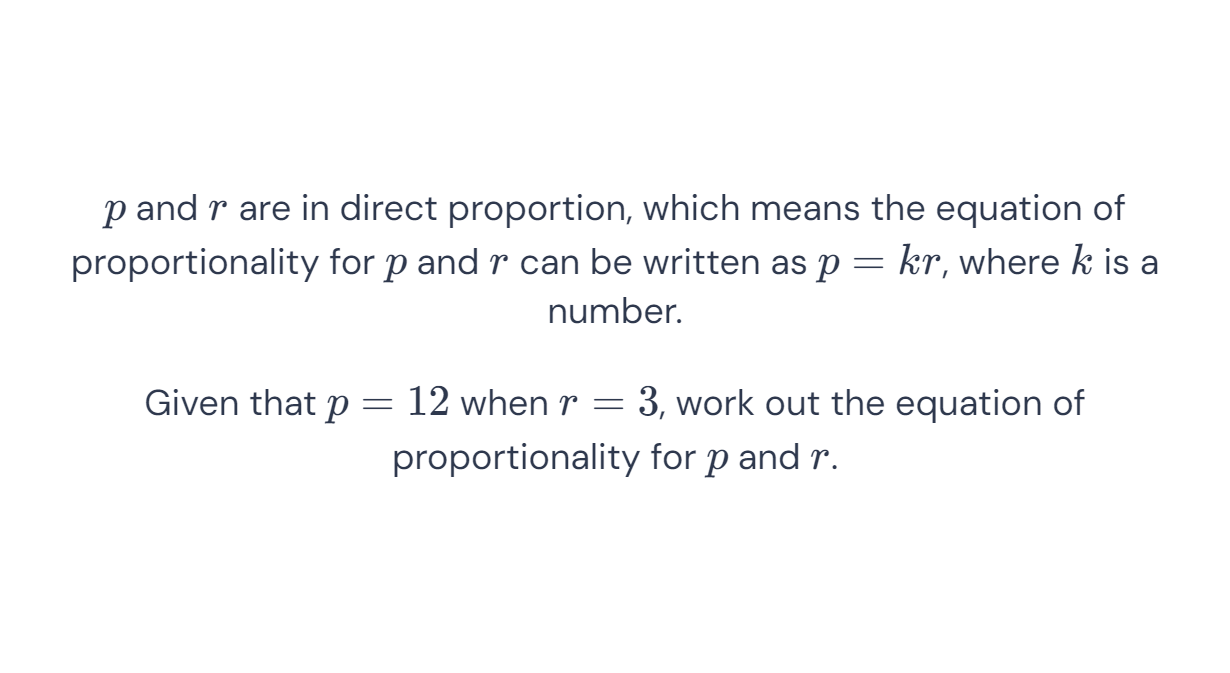 p and r are in direct proportion, which means the equation of
proportionality for p and r can be written as p = kr, where k is a
number.
Given that p = 12 when r = 3, work out the equation of
proportionality for p and r.